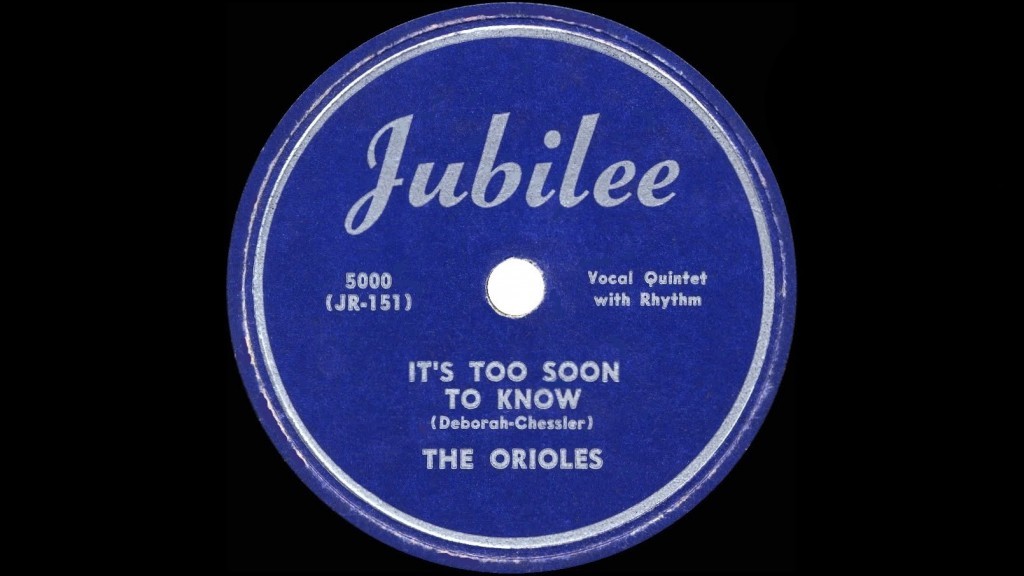 Jubilee
5000
(JR-151)
Vocal Quintet
with Rhythm
IT'S TOO SOON
TO KNOW
(Deborah-Chessler)
THE ORIOLES